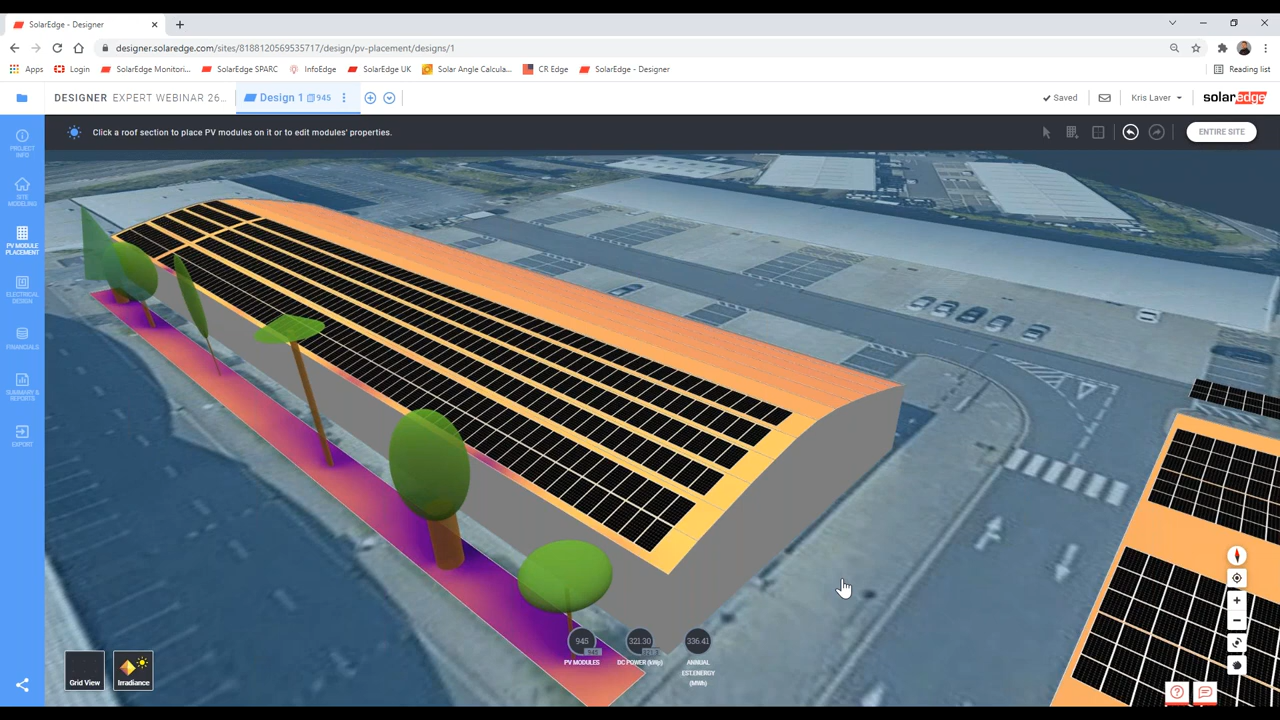 SolarEdge - Designer
designer.solaredge.com/sites/8188120569535717/design/pv-placement/designs/1
Apps
Login
SolarEdge Monitori...
SolarEdge SPARC
InfoEdge
SolarEdge UK
Solar Angle Calcula...
CR Edge
SolarEdge - Designer
Reading list
DESIGNER EXPERT WEBINAR 26...
Design 1 945
Saved
Kris Laver
solaredge
Click a roof section to place PV modules on it or to edit modules' properties.
ENTIRE SITE
PROJECT
INFO
SITE
MODELING
PV MODULE
PLACEMENT
ELECTRICAL
DESIGN
FINANCIALS
SUMMARY &
REPORTS
EXPORT
945
321.30
336.41
945
PV MODULES
DC POWER (kWp)
ANNUAL
EST.ENERGY
(MWh)
Grid View
Irradiance